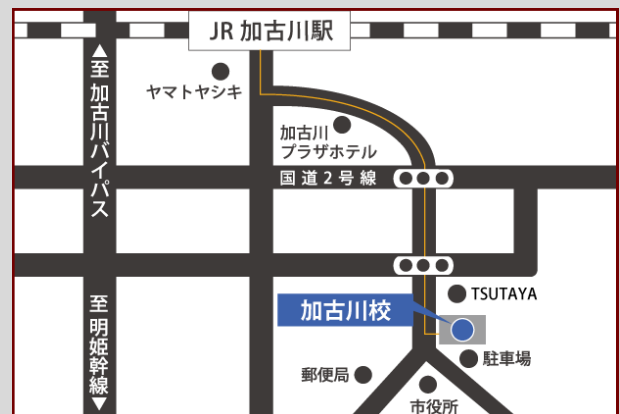 JR 加古川駅
▲至 加古川バイパス
ヤマトヤシキ
加古川
プラザホテル
国道2号線
TSUTAYA
加古川校
至 明姫幹線▼
駐車場
郵便局
市役所